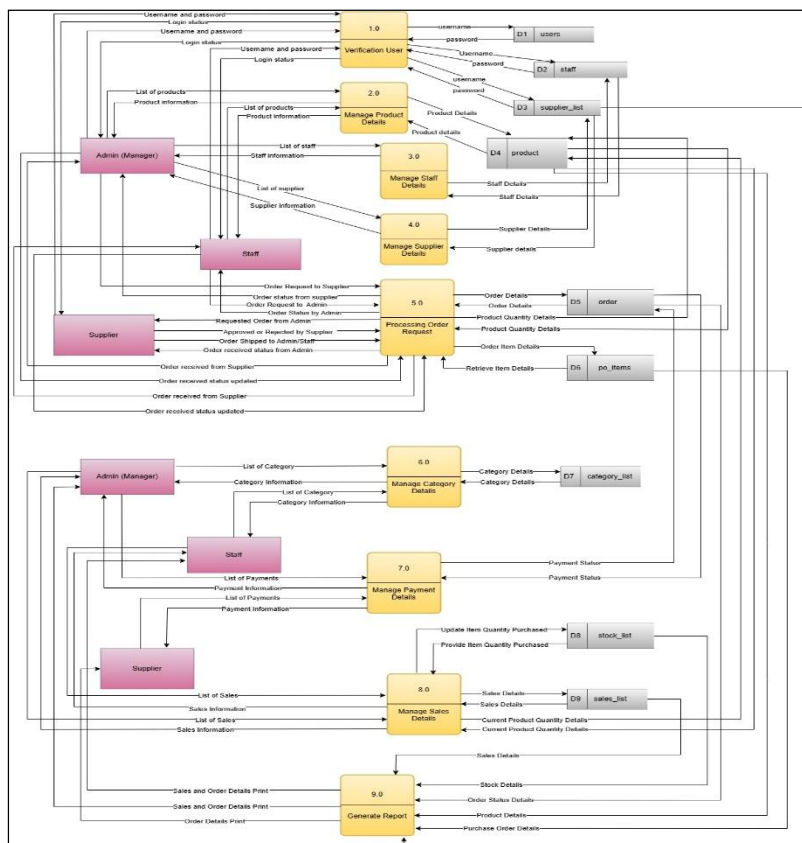 Username and password
Login status
Username and password
Login status
Username and password
Login status
1.0
Verification User
username
password
D1 users
Username
password
D2 staff
username
password
D3 supplier_list
List of products
Product information
List of products
Product information
2.0
Manage Product
Details
Product Details
Product details
D4 product
Admin (Manager)
List of staff
Staff information
3.0
Manage Staff
Details
Staff Details
Staff Details
List of supplier
Supplier information
4.0
Manage Supplier
Details
Supplier Details
Supplier details
Staff
Order Request to Supplier
Order status from supplier
Order Request to Admin
Order Status by Admin
Requested Order from Admin
Approved or Rejected by Supplier
Order Shipped to Admin/Staff
Order received status from Admin
Supplier
5.0
Processing Order
Request
Order Details
Order Details
D5 order
Product Quantity Details
Product Quantity Details
Order Item Details
Retrieve Item Details
D6 po_items
Order received from Supplier
Order received status updated
Order received from Supplier
Order received status updated
Admin (Manager)
List of Category
Category Information
List of Category
Category Information
6.0
Manage Category
Details
Category Details
Category Details
D7 category_list
Staff
List of Payments
Payment Information
List of Payments
Payment Information
7.0
Manage Payment
Details
Payment Status
Payment Status
Supplier
Update Item Quantity Purchased
Provide Item Quantity Purchased
D8 stock_list
List of Sales
Sales Information
List of Sales
Sales Information
8.0
Manage Sales
Details
Sales Details
Sales Details
D9 sales_list
Current Product Quantity Details
Current Product Quantity Details
Sales Details
Sales and Order Details Print
Sales and Order Details Print
Order Details Print
9.0
Generate Report
Stock Details
Order Status Details
Product Details
Purchase Order Details